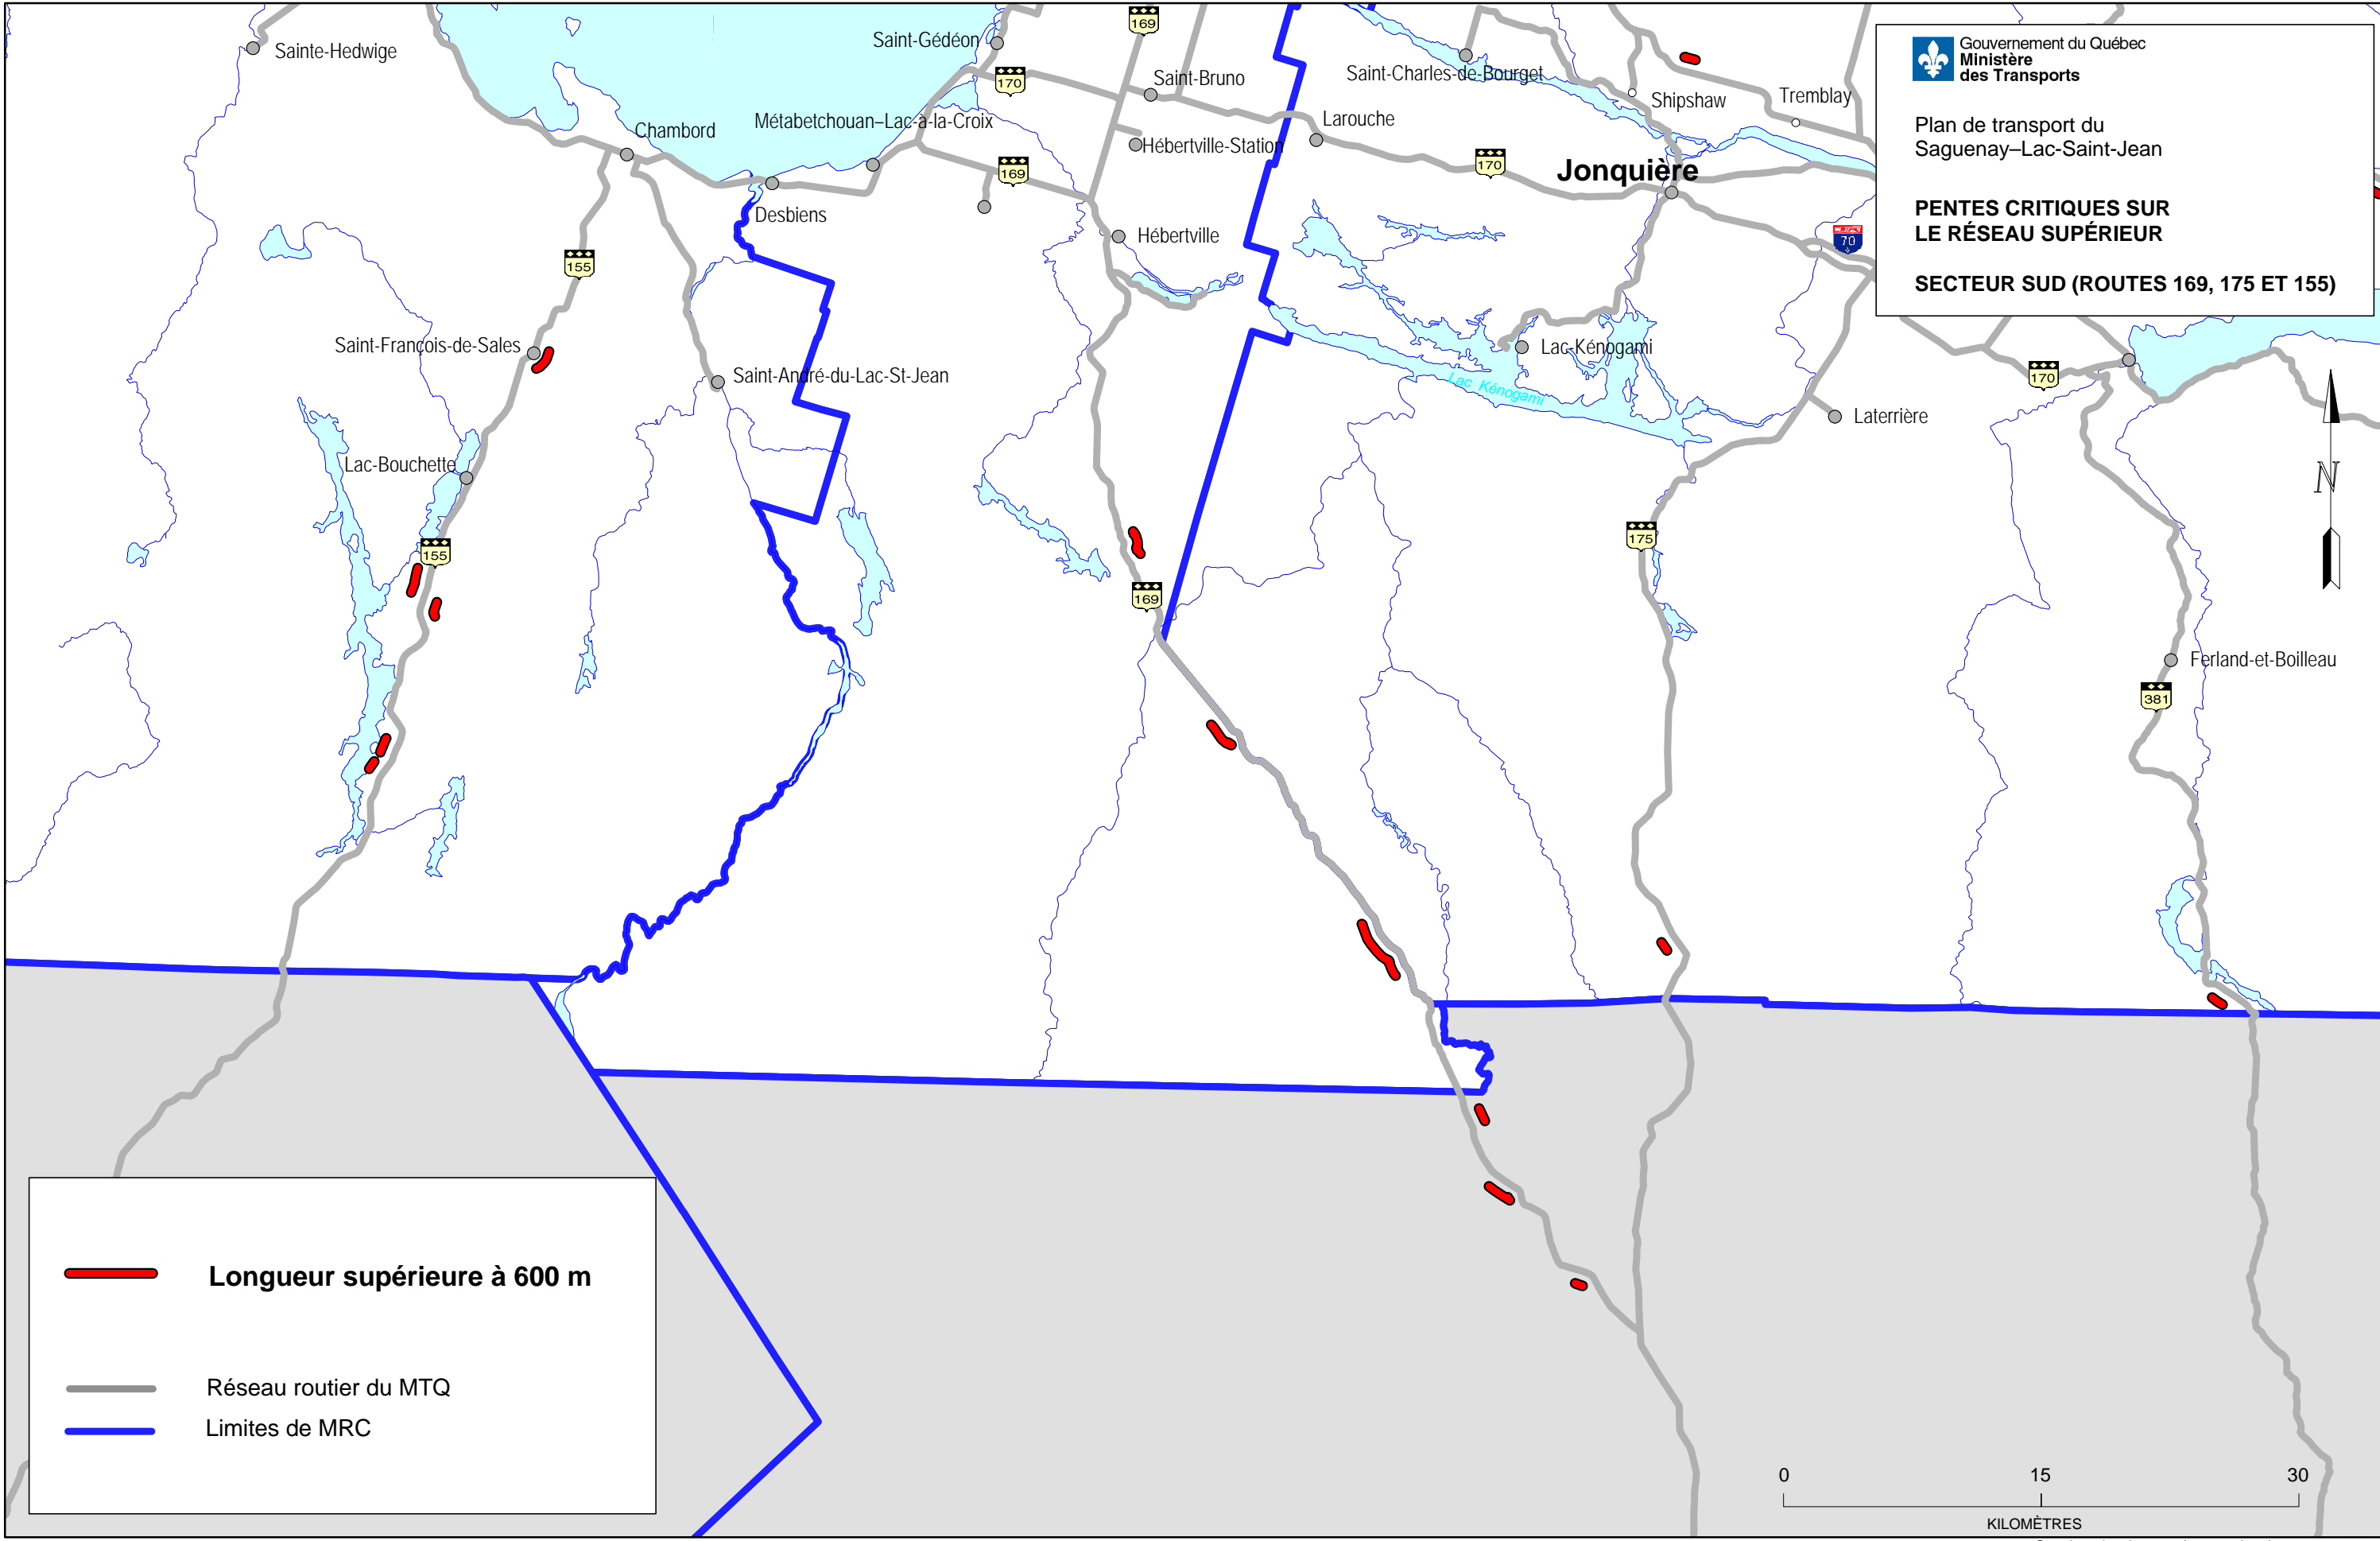 Sainte-Hedwige
Saint-Gédéon
169
170
Saint-Bruno
Saint-Charles-de-Bourget
Shipshaw
Tremblay
Chambord
Métabetchouan–Lac-à-la-Croix
Hébertville-Station
Larouche
169
170
Jonquière
Desbiens
Hébertville
70
155
Saint-François-de-Sales
Saint-André-du-Lac-St-Jean
Lac-Kénogami
Lac Kénogami
170
Laterrière
Lac-Bouchette
155
169
175
Ferland-et-Boilleau
381
N
Gouvernement du Québec
Ministère
des Transports
Plan de transport du
Saguenay–Lac-Saint-Jean
PENTES CRITIQUES SUR
LE RÉSEAU SUPÉRIEUR
SECTEUR SUD (ROUTES 169, 175 ET 155)
Longueur supérieure à 600 m
Réseau routier du MTQ
Limites de MRC
0 15 30
KILOMÈTRES